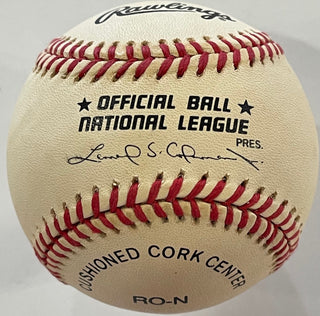 Rawlings
★ OFFICIAL BALL ★
NATIONAL LEAGUE
PRES.
CUSHIONED CORK CENTER
RO-N